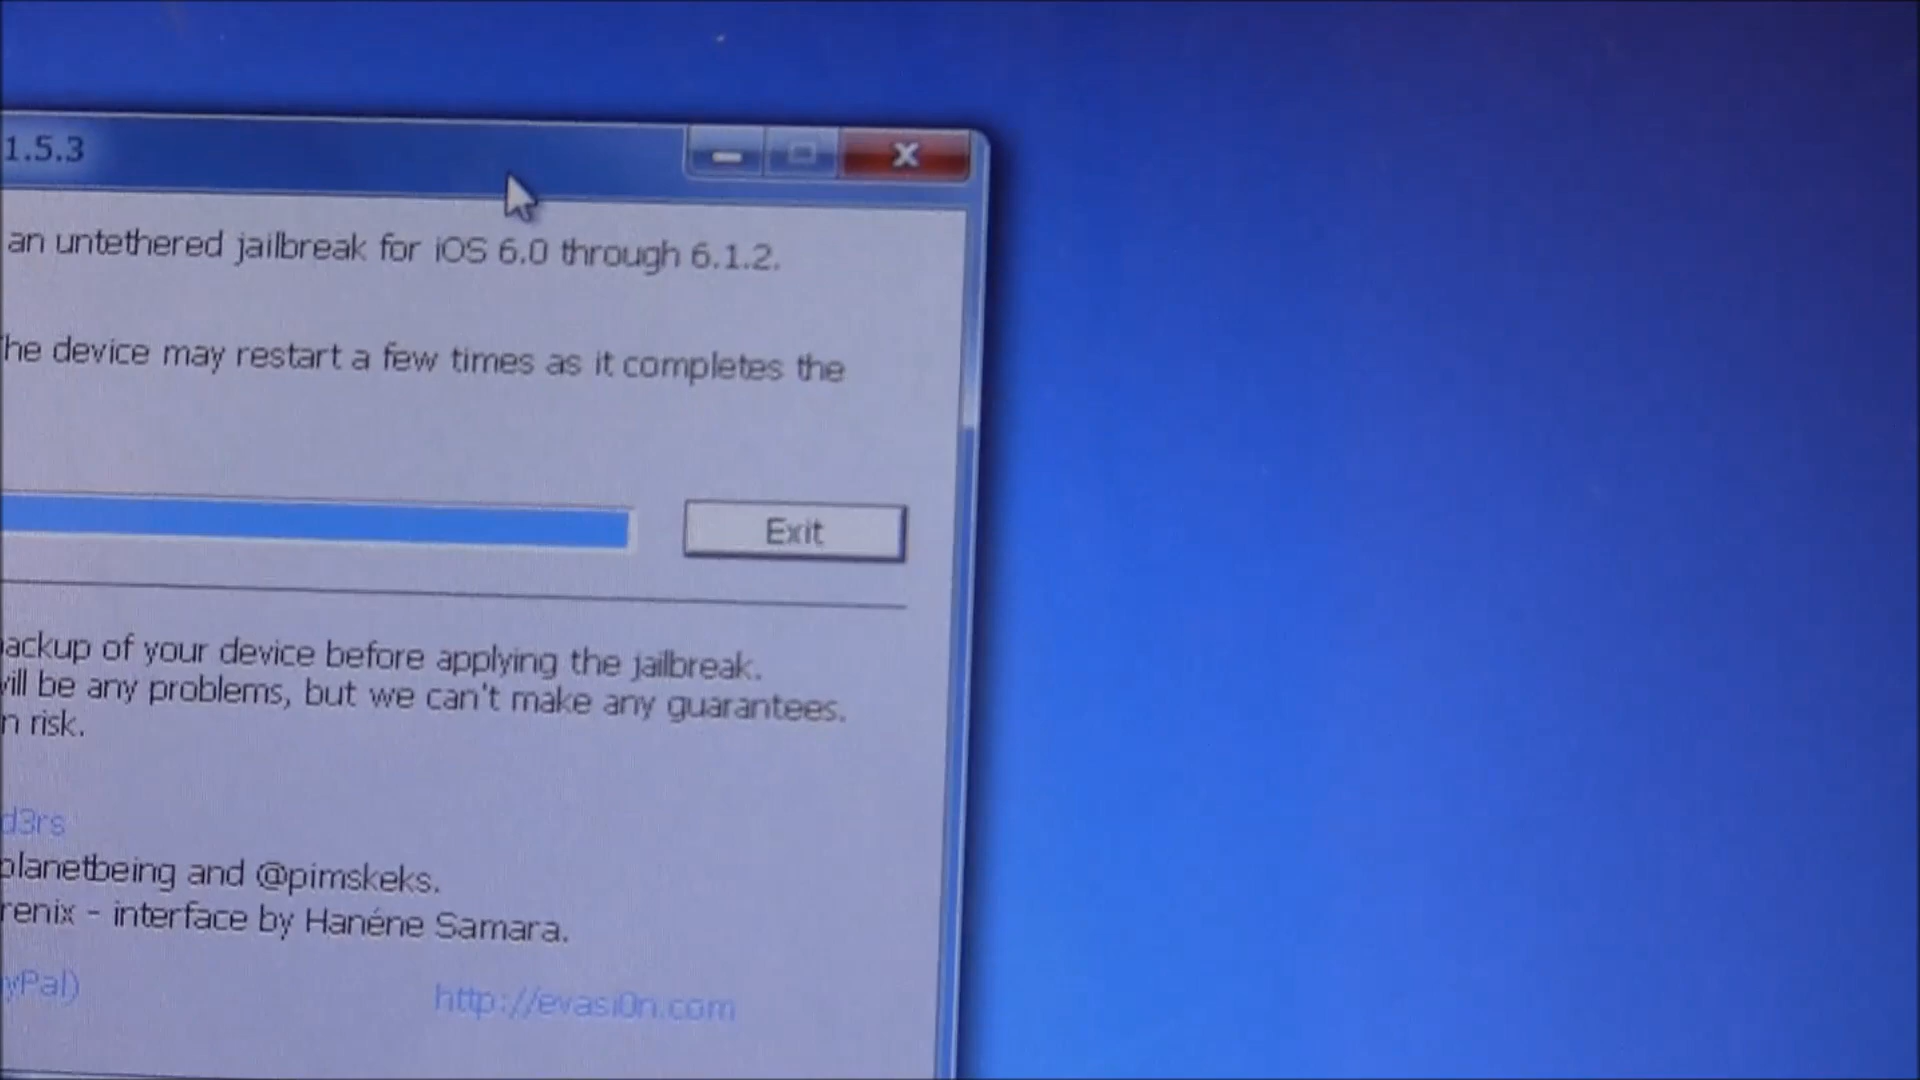 1.5.3
an untethered jailbreak for iOS 6.0 through 6.1.2.
he device may restart a few times as it completes the
Exit
ackup of your device before applying the jailbreak.
ill be any problems, but we can't make any guarantees.
n risk.
d3rs
planetbeing and @pimskeks.
renix - interface by Hanéne Samara.
yPal)
http://evasi0n.com